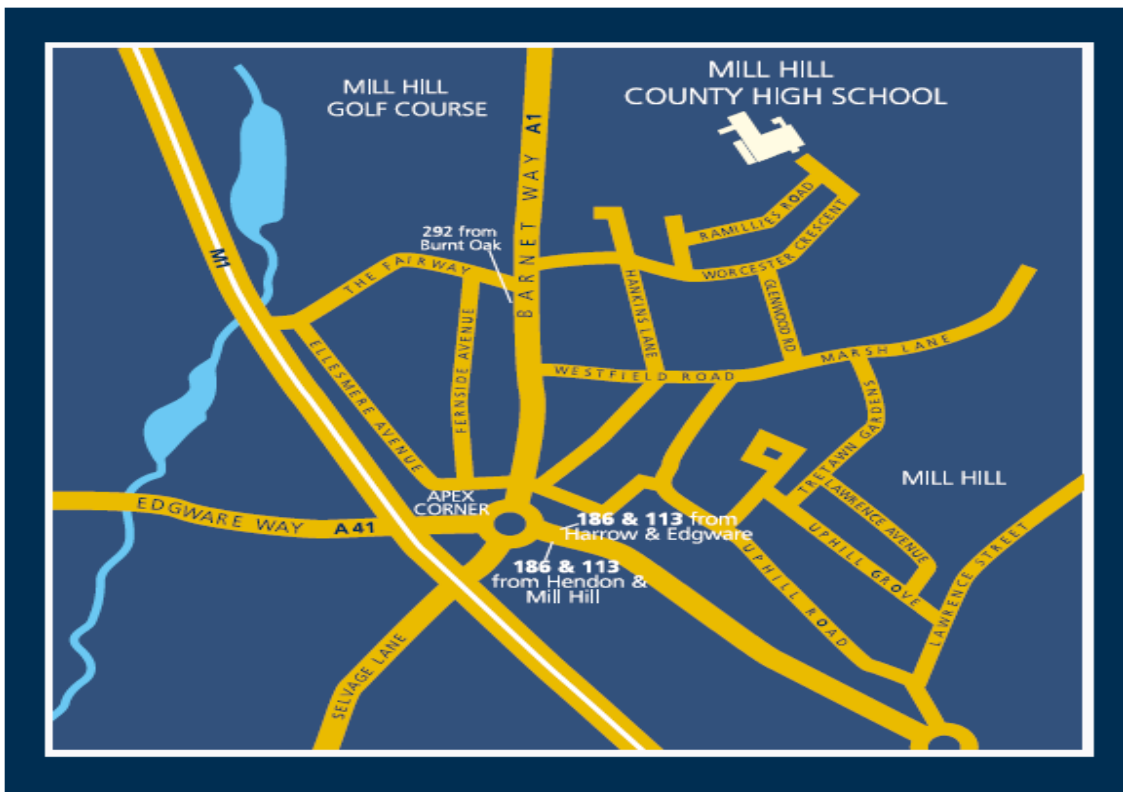 MILL HILL
COUNTY HIGH SCHOOL
MILL HILL
GOLF COURSE
BARNET WAY A1
M1
RAMILLIES ROAD
292 from
Burnt Oak
THE FAIRWAY
WORCESTER CRESCENT
HANKINS LANE
GLENWOOD RD
ELLESMERE AVENUE
FERNSIDE AVENUE
WESTFIELD ROAD
MARSH LANE
TRETAWN GARDENS
MILL HILL
APEX
CORNER
EDGWARE WAY A41
186 & 113 from
Harrow & Edgware
LAWRENCE AVENUE
UPHILL GROVE
LAWRENCE STREET
186 & 113
from Hendon &
Mill Hill
UPHILL ROAD
SELVAGE LANE